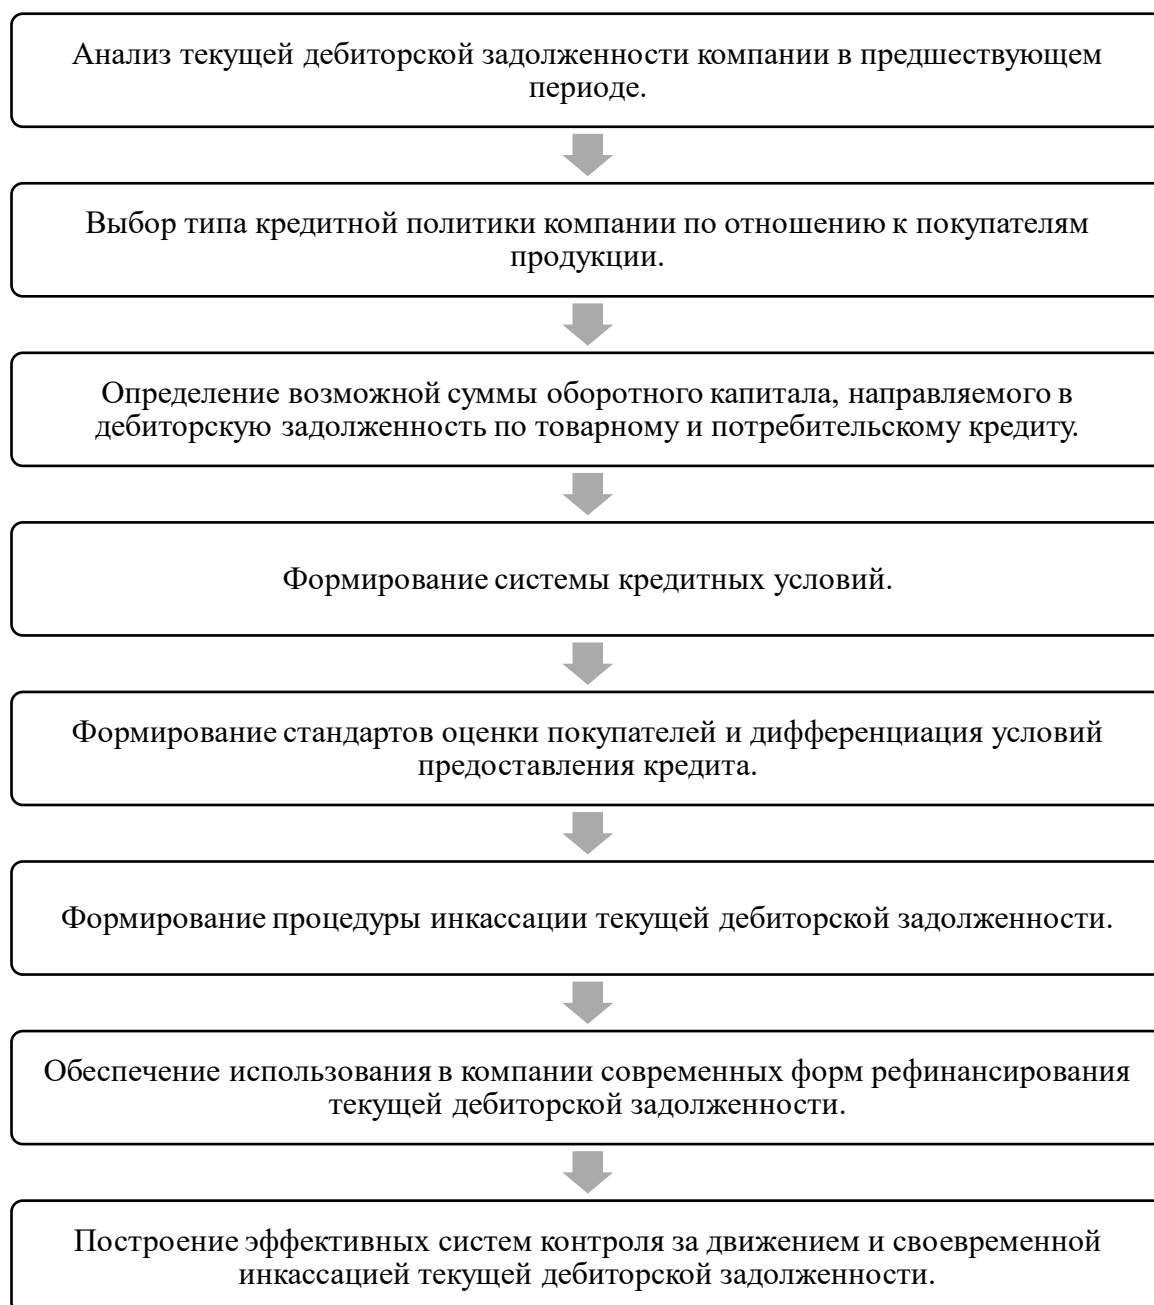 Анализ текущей дебиторской задолженности компании в предшествующем
периоде.
Выбор типа кредитной политики компании по отношению к покупателям
продукции.
Определение возможной суммы оборотного капитала, направляемого в
дебиторскую задолженность по товарному и потребительскому кредиту.
Формирование системы кредитных условий.
Формирование стандартов оценки покупателей и дифференциация условий
предоставления кредита.
Формирование процедуры инкассации текущей дебиторской задолженности.
Обеспечение использования в компании современных форм рефинансирования
текущей дебиторской задолженности.
Построение эффективных систем контроля за движением и своевременной
инкассацией текущей дебиторской задолженности.